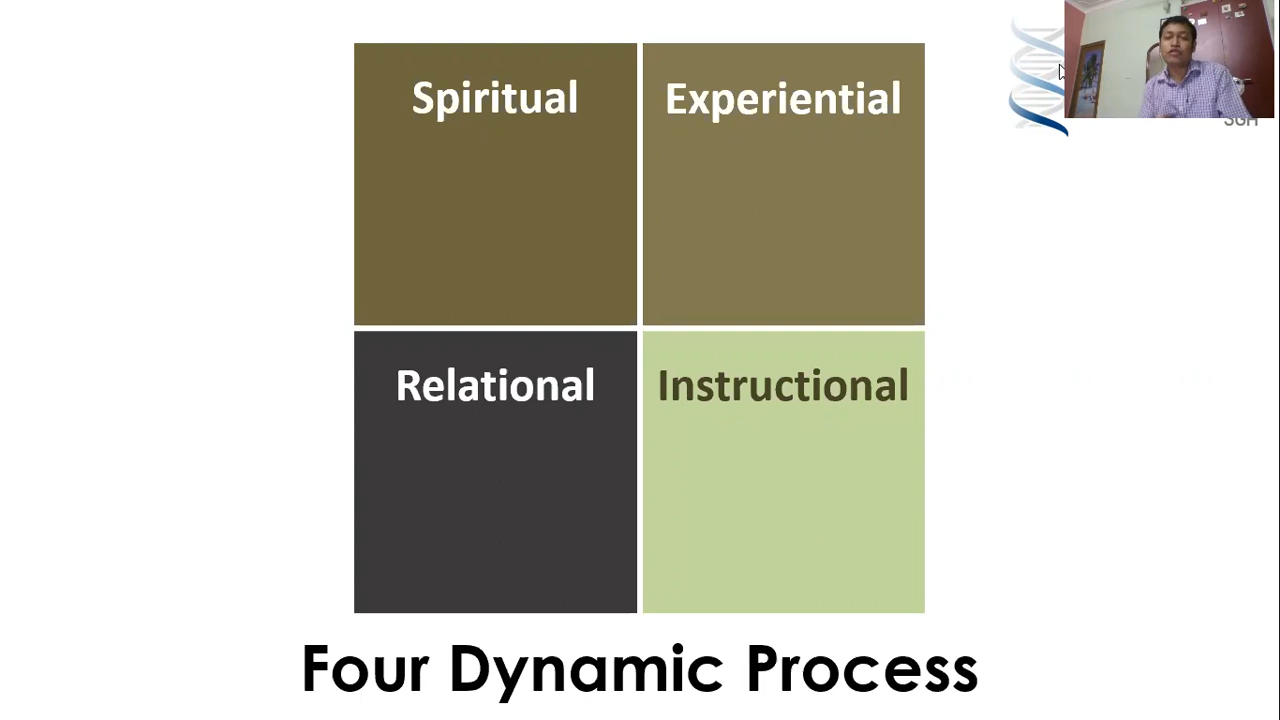 Spiritual
Experiential
Relational
Instructional
Four Dynamic Process